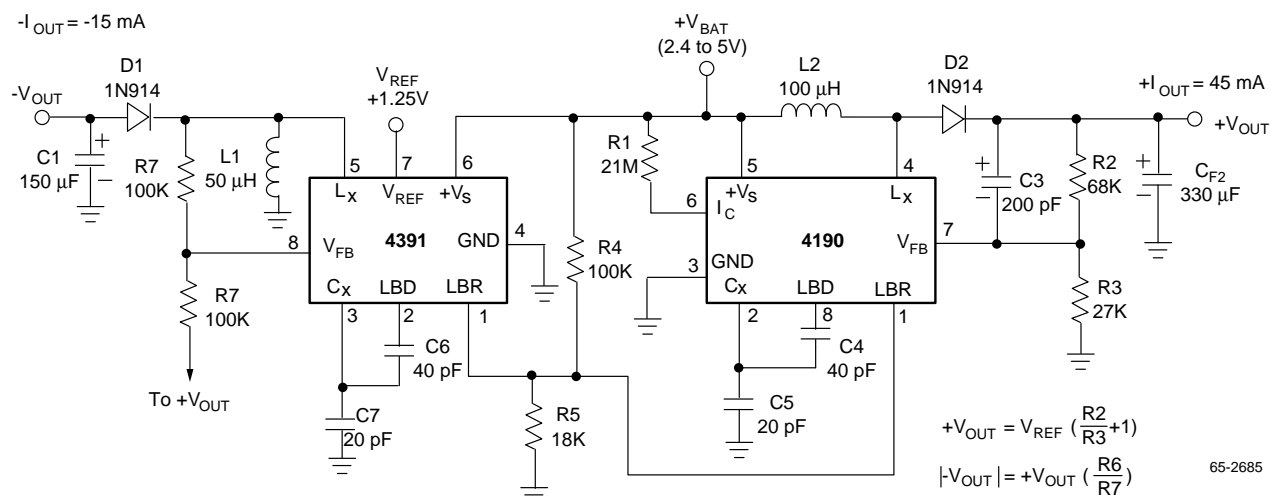 -I OUT = -15 mA
+V BAT
(2.4 to 5V)
D1
1N914
-V OUT
V REF
+1.25V
L2
100 µH
D2
1N914
+I OUT = 45 mA
+V OUT
C1
150 µF
+
−
R7
100K
L1
50 µH
5
7
6
L X
V REF
+V S
8
V FB
4391
GND
4
C X
LBD
LBR
3
2
1
R7
100K
To +V OUT
C6
40 pF
C7
20 pF
R4
100K
R5
18K
R1
21M
5
4
+V S
L X
6
I C
4190
V FB
7
3
GND
C X
LBD
LBR
2
8
1
C4
40 pF
C5
20 pF
+
−
C3
200 pF
R2
68K
+
−
C F2
330 µF
R3
27K
+V OUT = V REF ( R2/R3 +1)
|-V OUT | = +V OUT ( R6/R7 )
65-2685